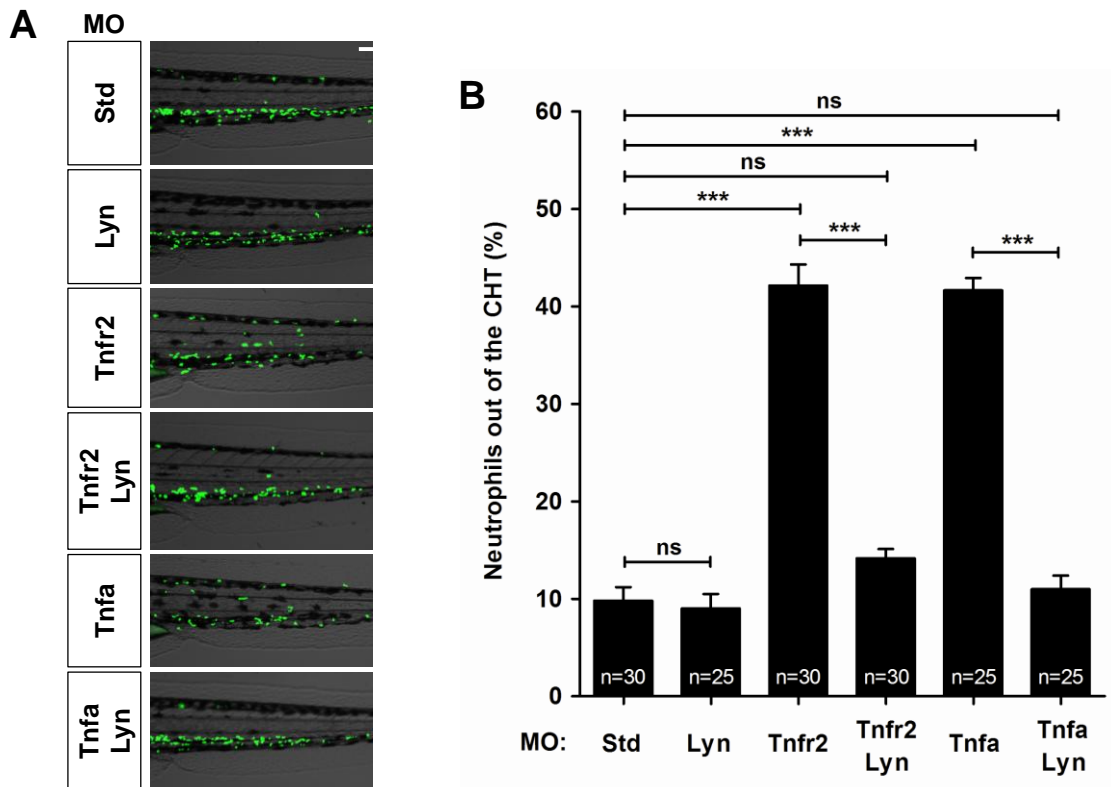 A
MO
Std
Lyn
Tnfr2
Tnfr2
Lyn
Tnfa
Tnfa
Lyn
B
Neutrophils out of the CHT (%)
60
50
40
30
20
10
0
ns
***
ns
***
***
***
ns
n=30
n=25
n=30
n=30
n=25
n=25
MO:
Std
Lyn
Tnfr2
Tnfr2
Lyn
Tnfa
Tnfa
Lyn